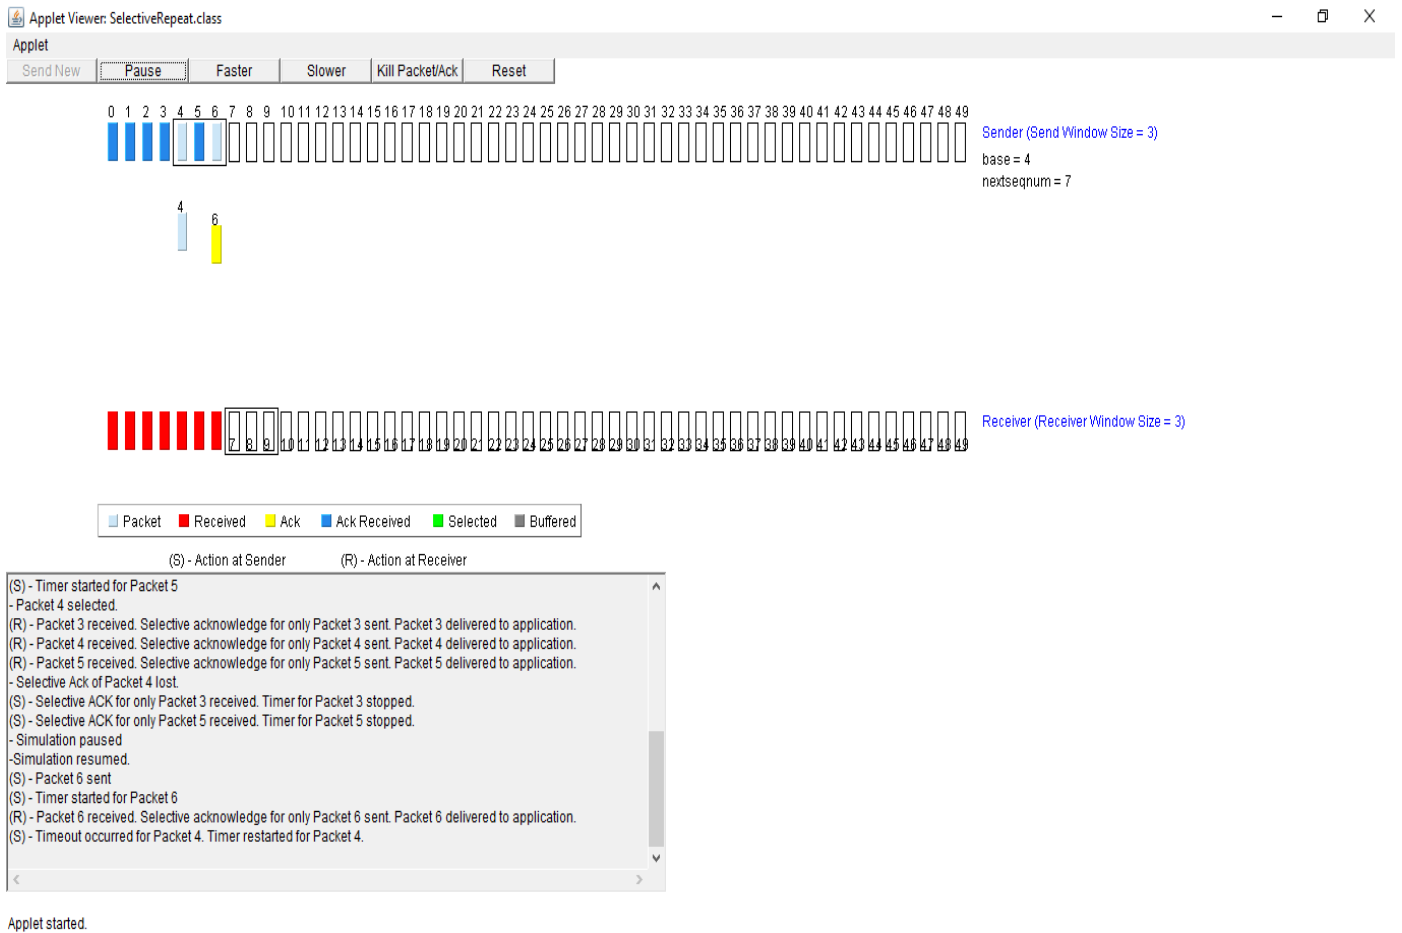 Applet Viewer: SelectiveRepeat.class
Applet
Send New Pause Faster Slower Kill Packet/Ack Reset
0 1 2 3 4 5 6 7 8 9 10 11 12 13 14 15 16 17 18 19 20 21 22 23 24 25 26 27 28 29 30 31 32 33 34 35 36 37 38 39 40 41 42 43 44 45 46 47 48 49
Sender (Send Window Size = 3)
base = 4
nextseqnum = 7
4
6
Receiver (Receiver Window Size = 3)
7 8 9 10 11 12 13 14 15 16 17 18 19 20 21 22 23 24 25 26 27 28 29 30 31 32 33 34 35 36 37 38 39 40 41 42 43 44 45 46 47 48 49
Packet Received Ack Ack Received Selected Buffered
(S) - Action at Sender (R) - Action at Receiver
(S) - Timer started for Packet 5
- Packet 4 selected.
(R) - Packet 3 received. Selective acknowledge for only Packet 3 sent. Packet 3 delivered to application.
(R) - Packet 4 received. Selective acknowledge for only Packet 4 sent. Packet 4 delivered to application.
(R) - Packet 5 received. Selective acknowledge for only Packet 5 sent. Packet 5 delivered to application.
- Selective Ack of Packet 4 lost.
(S) - Selective ACK for only Packet 3 received. Timer for Packet 3 stopped.
(S) - Selective ACK for only Packet 5 received. Timer for Packet 5 stopped.
- Simulation paused
-Simulation resumed.
(S) - Packet 6 sent
(S) - Timer started for Packet 6
(R) - Packet 6 received. Selective acknowledge for only Packet 6 sent. Packet 6 delivered to application.
(S) - Timeout occurred for Packet 4. Timer restarted for Packet 4.
Applet started.